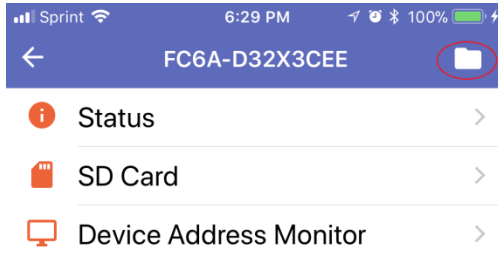 Sprint 6:29 PM 100%
FC6A-D32X3CEE
Status
SD Card
Device Address Monitor